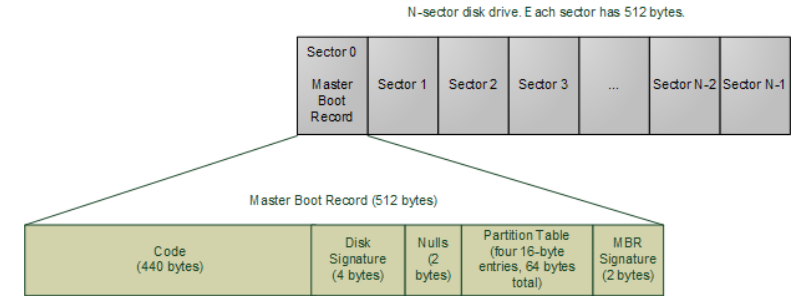 N-sector disk drive. Each sector has 512 bytes.
Sector 0
Master
Boot
Record
Sector 1
Sector 2
Sector 3
...
Sector N-2
Sector N-1
Master Boot Record (512 bytes)
Code
(440 bytes)
Disk
Signature
(4 bytes)
Nulls
(2
bytes)
Partition Table
(four 16-byte
entries, 64 bytes
total)
MBR
Signature
(2 bytes)